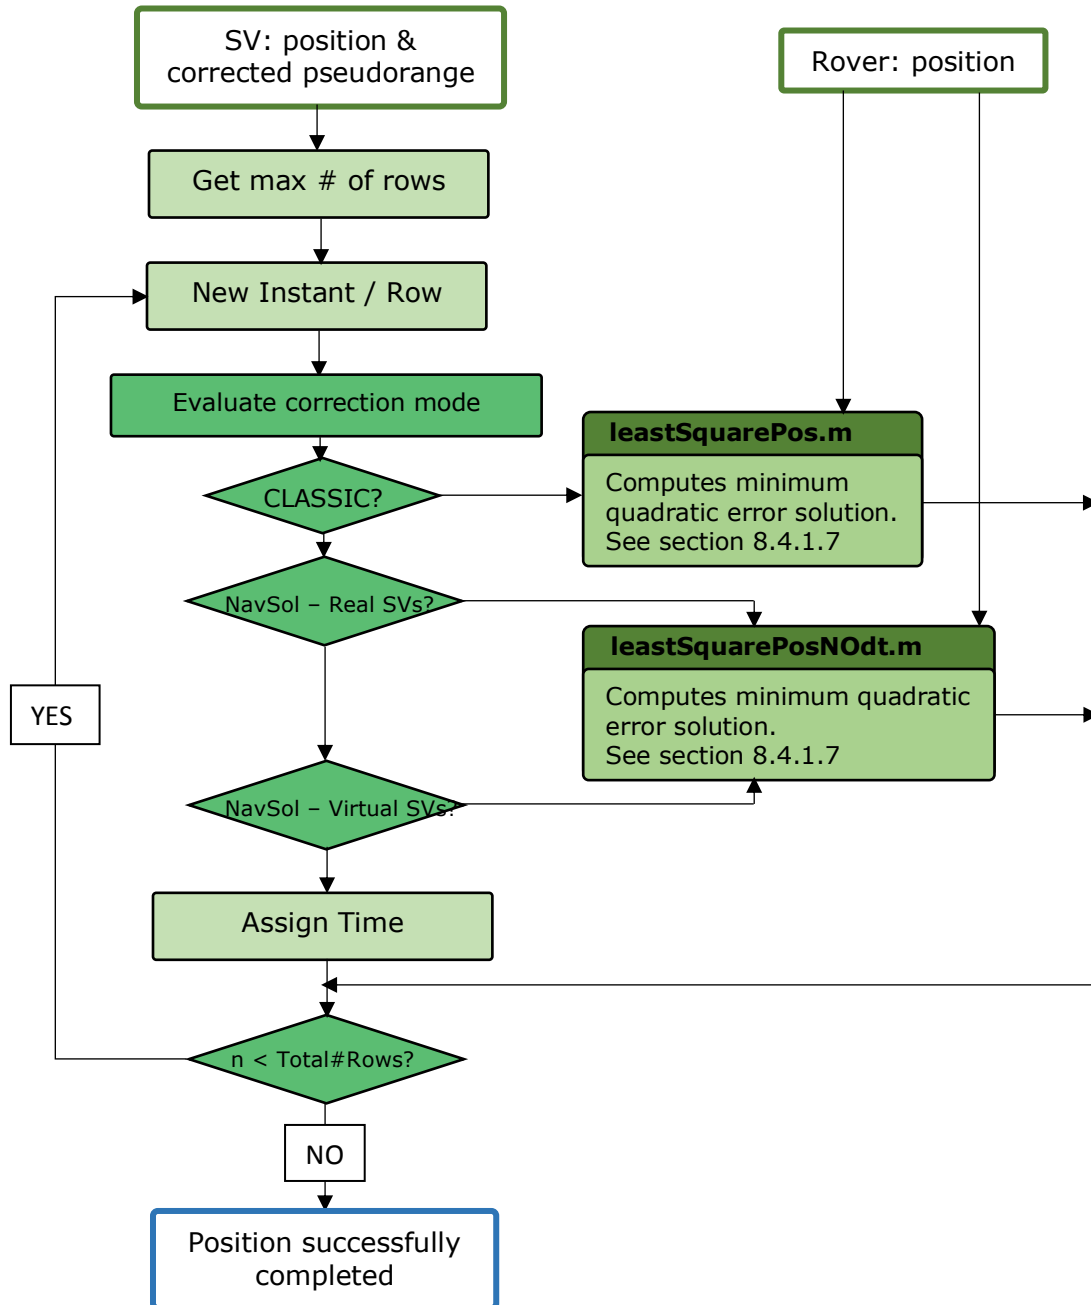 SV: position &
corrected pseudorange
Rover: position
Get max # of rows
New Instant / Row
Evaluate correction mode
CLASSIC?
leastSquarePos.m
Computes minimum
quadratic error solution.
See section 8.4.1.7
NavSol – Real SVs?
leastSquarePosNOdt.m
Computes minimum quadratic
error solution.
See section 8.4.1.7
YES
NavSol – Virtual SVs?
Assign Time
n < Total#Rows?
NO
Position successfully
completed